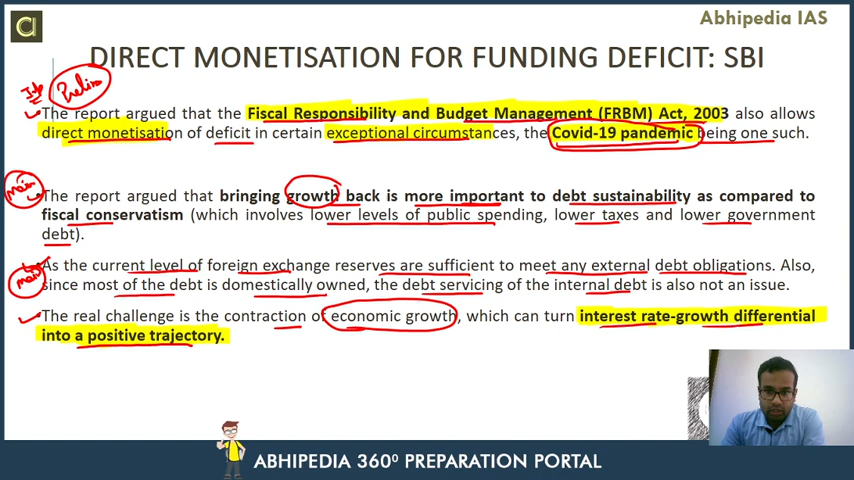 Abhipedia IAS
DIRECT MONETISATION FOR FUNDING DEFICIT: SBI
Imp
Prelims
The report argued that the Fiscal Responsibility and Budget Management (FRBM) Act, 2003 also allows
direct monetisation of deficit in certain exceptional circumstances, the Covid-19 pandemic being one such.
Main
The report argued that bringing growth back is more important to debt sustainability as compared to
fiscal conservatism (which involves lower levels of public spending, lower taxes and lower government
debt).
As the current level of foreign exchange reserves are sufficient to meet any external debt obligations. Also,
main
since most of the debt is domestically owned, the debt servicing of the internal debt is also not an issue.
The real challenge is the contraction of economic growth, which can turn interest rate-growth differential
into a positive trajectory.
ABHIPEDIA 360⁰ PREPARATION PORTAL